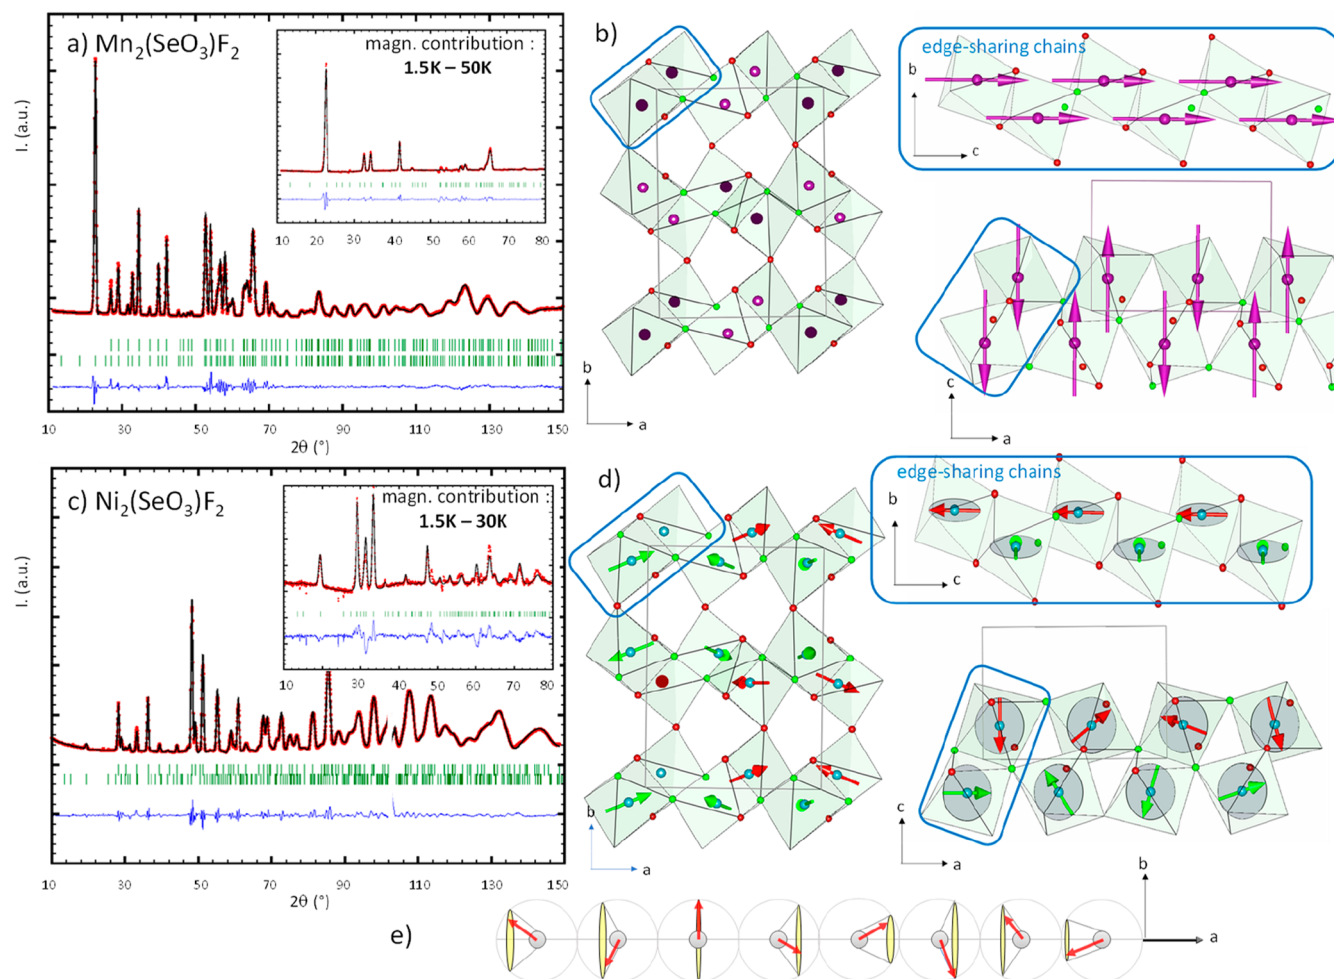 a) Mn₂(SeO₃)F₂
magn. contribution :
1.5K – 50K
10 20 30 40 50 60 70 80
I. (a.u.)
10 30 50 70 90 110 130 150
2θ (°)
b)
b
a
edge-sharing chains
b
c
c
a
c) Ni₂(SeO₃)F₂
magn. contribution :
1.5K – 30K
10 20 30 40 50 60 70 80
I. (a.u.)
10 30 50 70 90 110 130 150
2θ (°)
d)
b
a
edge-sharing chains
b
c
c
a
e)
b
a